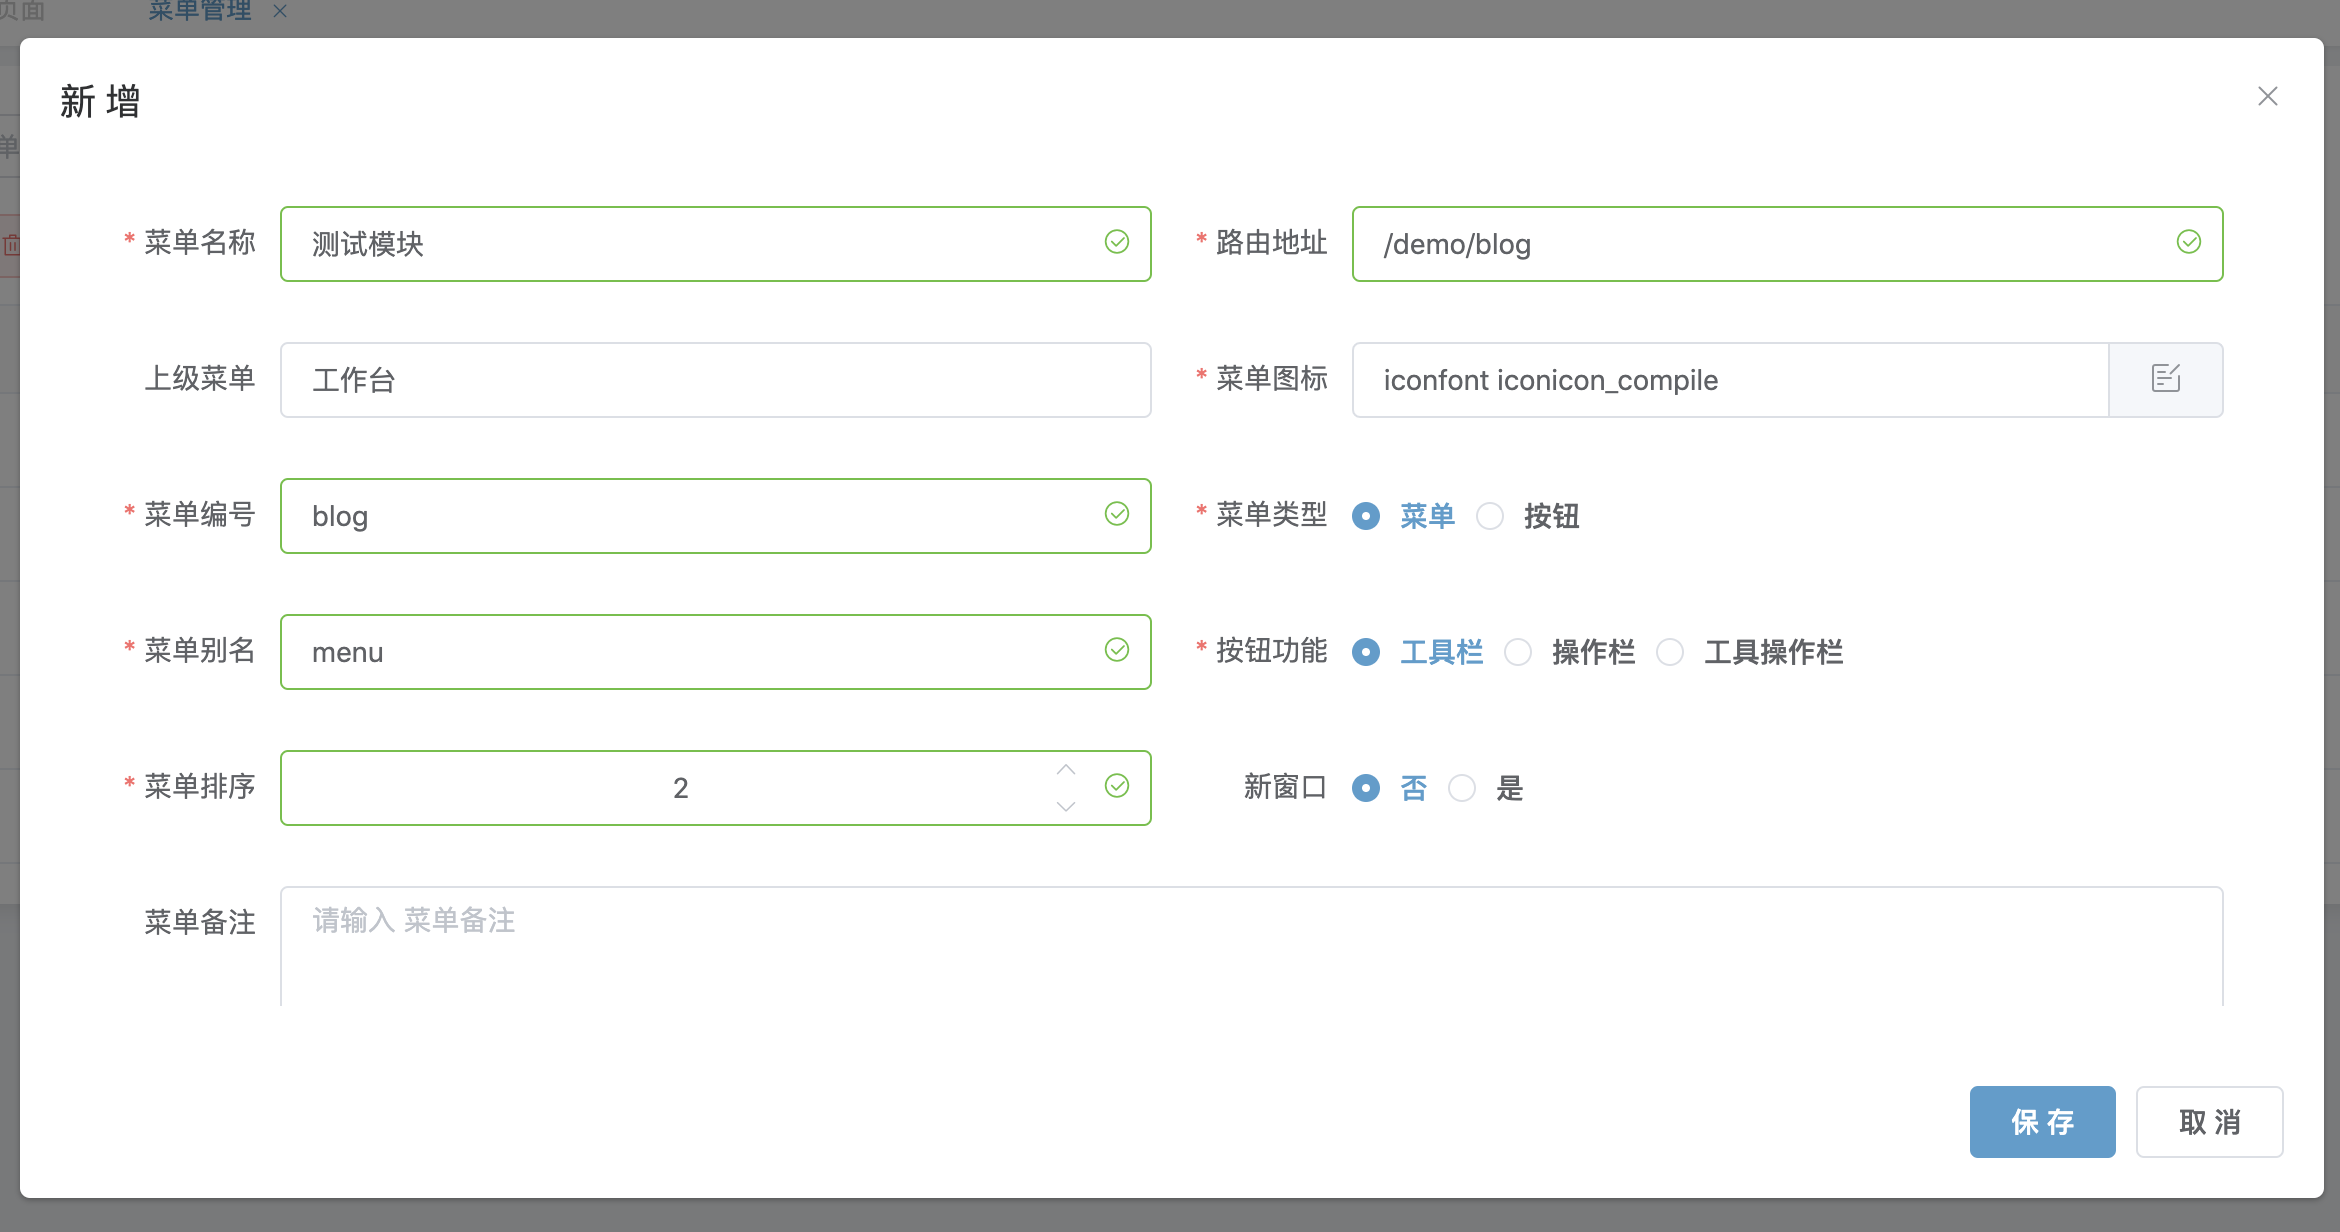 页面 菜单管理
新 增
单
* 菜单名称 测试模块 * 路由地址 /demo/blog
上级菜单 工作台 * 菜单图标 iconfont iconicon_compile
* 菜单编号 blog * 菜单类型 菜单 按钮
* 菜单别名 menu * 按钮功能 工具栏 操作栏 工具操作栏
* 菜单排序 2 新窗口 否 是
菜单备注 请输入 菜单备注
保 存 取 消